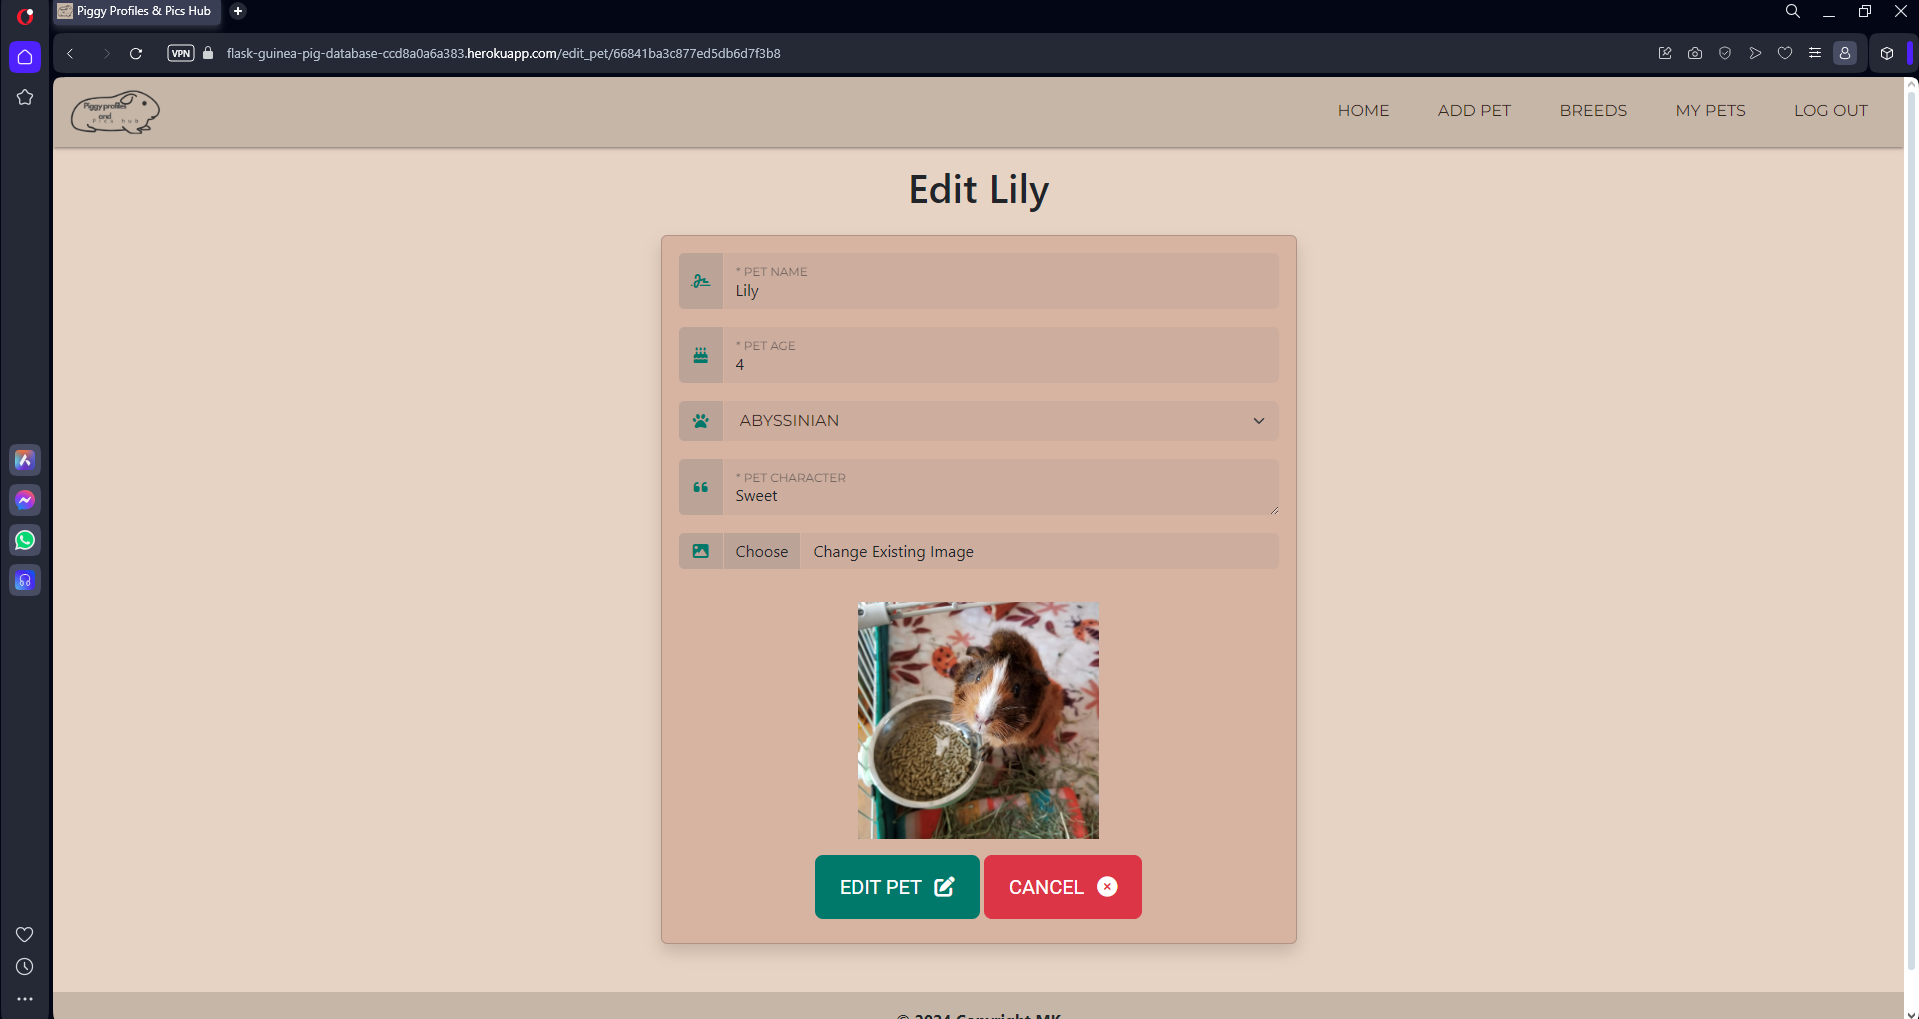 Piggy Profiles & Pics Hub
VPN
flask-guinea-pig-database-ccd8a0a6a383.herokuapp.com/edit_pet/66841ba3c877ed5db6d7f3b8
Piggy profiles
and
Pics hub
HOME
ADD PET
BREEDS
MY PETS
LOG OUT
Edit Lily
* PET NAME
Lily
* PET AGE
4
ABYSSINIAN
* PET CHARACTER
Sweet
Choose
Change Existing Image
EDIT PET
CANCEL
© 2024 Copyright MK